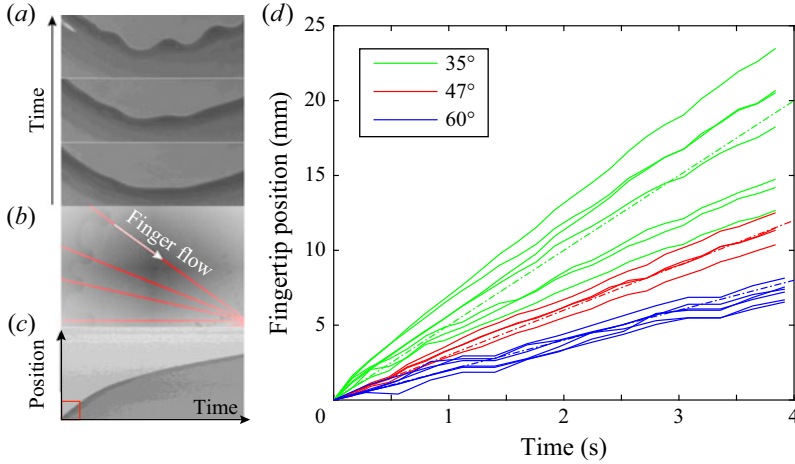 (a)
Time
(b)
Finger flow
(c)
Position
Time
(d)
25
20
15
10
5
0
Fingertip position (mm)
35°
47°
60°
1
2
3
4
Time (s)